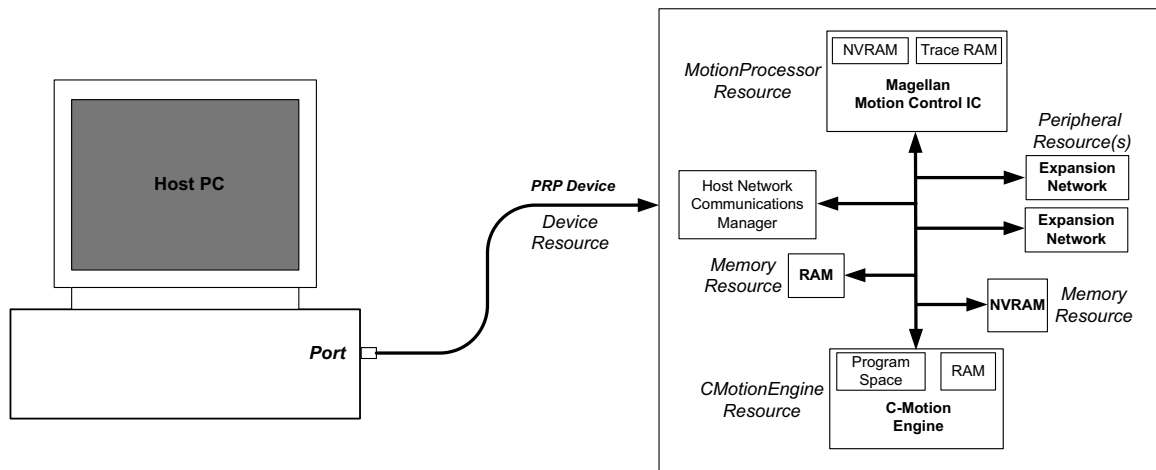 Host PC
Port
PRP Device
Device
Resource
MotionProcessor
Resource
NVRAM
Trace RAM
Magellan
Motion Control IC
Peripheral
Resource(s)
Expansion
Network
Host Network
Communications
Manager
Expansion
Network
Memory
Resource
RAM
NVRAM
Memory
Resource
CMotionEngine
Resource
Program
Space
RAM
C-Motion
Engine